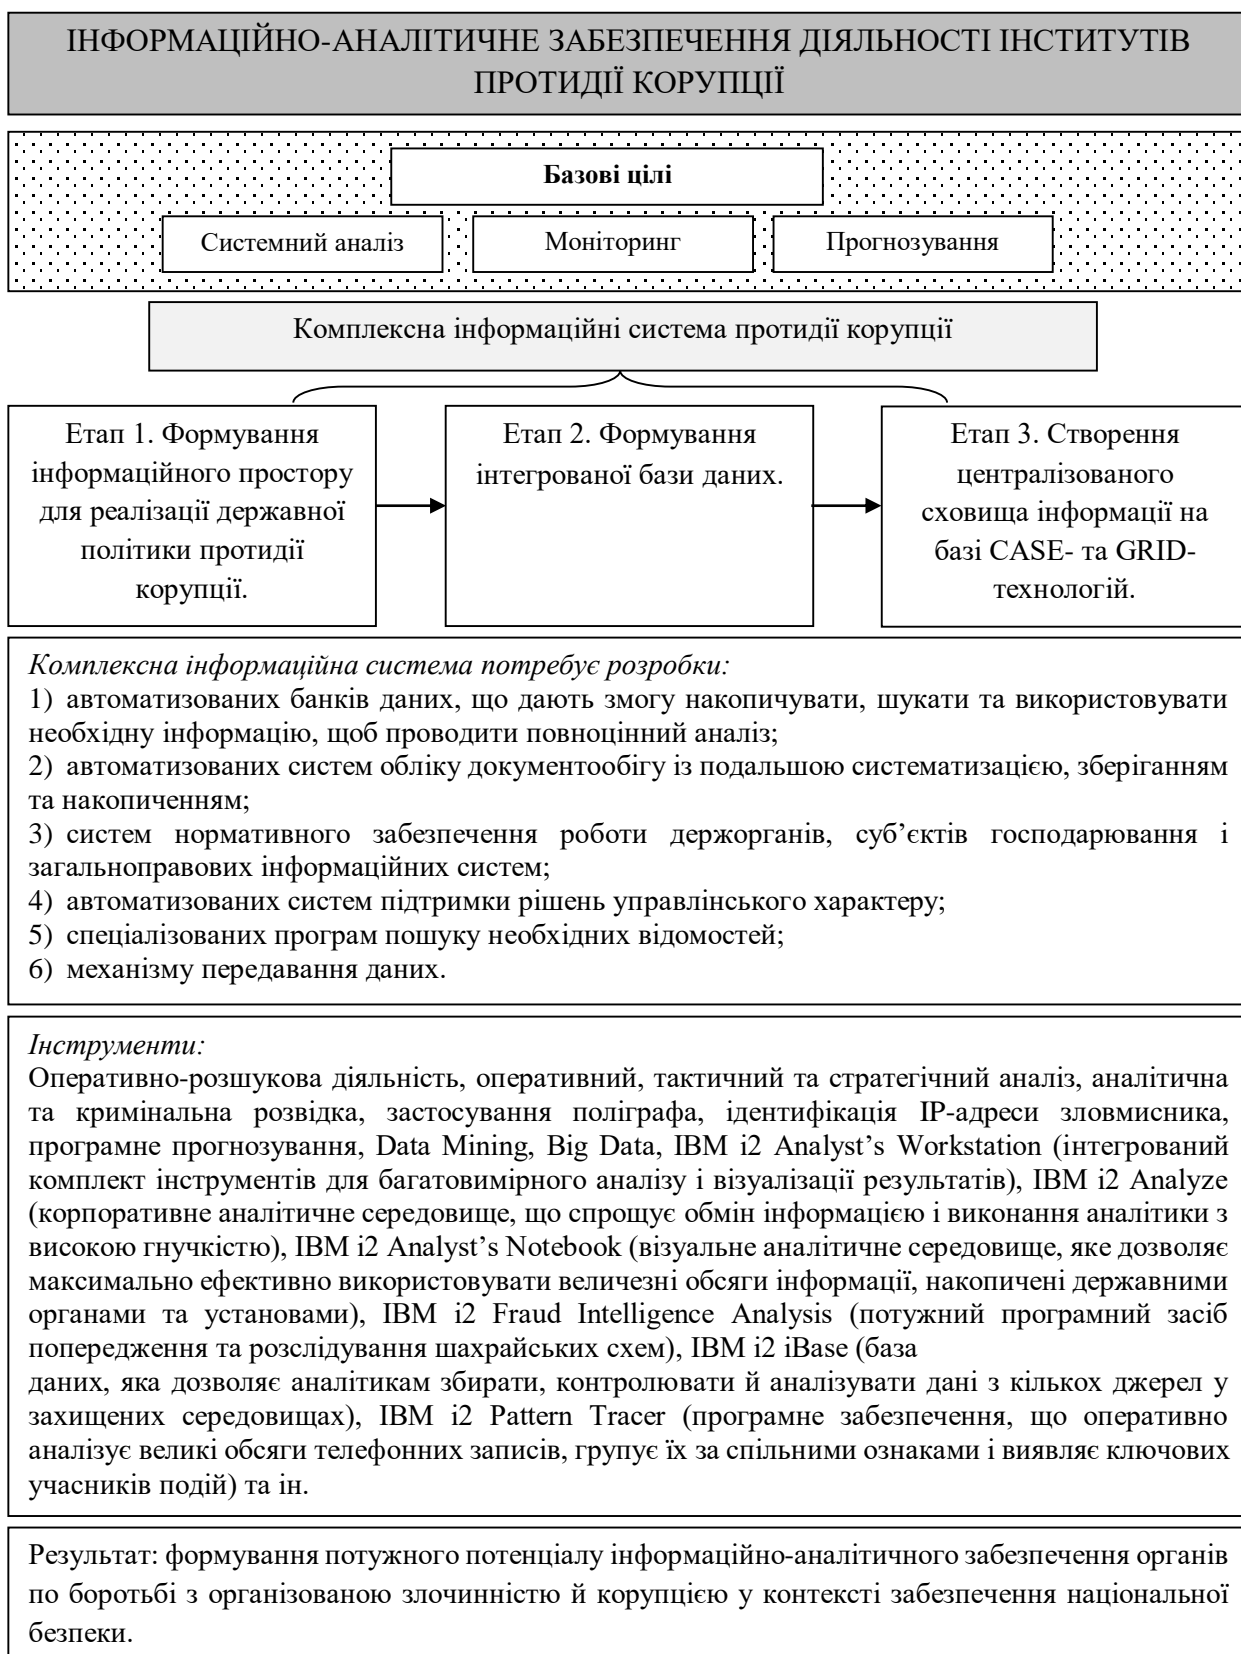 ІНФОРМАЦІЙНО-АНАЛІТИЧНЕ ЗАБЕЗПЕЧЕННЯ ДІЯЛЬНОСТІ ІНСТИТУТІВ
ПРОТИДІЇ КОРУПЦІЇ
Базові цілі
Системний аналіз
Моніторинг
Прогнозування
Комплексна інформаційні система протидії корупції
Етап 1. Формування
інформаційного простору
для реалізації державної
політики протидії
корупції.
Етап 2. Формування
інтегрованої бази даних.
Етап 3. Створення
централізованого
сховища інформації на
базі CASE- та GRID-
технологій.
Комплексна інформаційна система потребує розробки:
1) автоматизованих банків даних, що дають змогу накопичувати, шукати та використовувати
необхідну інформацію, щоб проводити повноцінний аналіз;
2) автоматизованих систем обліку документообігу із подальшою систематизацією, зберіганням
та накопиченням;
3) систем нормативного забезпечення роботи держорганів, суб’єктів господарювання і
загальноправових інформаційних систем;
4) автоматизованих систем підтримки рішень управлінського характеру;
5) спеціалізованих програм пошуку необхідних відомостей;
6) механізму передавання даних.
Інструменти:
Оперативно-розшукова діяльність, оперативний, тактичний та стратегічний аналіз, аналітична
та кримінальна розвідка, застосування поліграфа, ідентифікація IP-адреси зловмисника,
програмне прогнозування, Data Mining, Big Data, IBM i2 Analyst’s Workstation (інтегрований
комплект інструментів для багатовимірного аналізу і візуалізації результатів), IBM i2 Analyze
(корпоративне аналітичне середовище, що спрощує обмін інформацією і виконання аналітики з
високою гнучкістю), IBM i2 Analyst’s Notebook (візуальне аналітичне середовище, яке дозволяє
максимально ефективно використовувати величезні обсяги інформації, накопичені державними
органами та установами), IBM i2 Fraud Intelligence Analysis (потужний програмний засіб
попередження та розслідування шахрайських схем), IBM i2 iBase (база
даних, яка дозволяє аналітикам збирати, контролювати й аналізувати дані з кількох джерел у
захищених середовищах), IBM i2 Pattern Tracer (програмне забезпечення, що оперативно
аналізує великі обсяги телефонних записів, групує їх за спільними ознаками і виявляє ключових
учасників подій) та ін.
Результат: формування потужного потенціалу інформаційно-аналітичного забезпечення органів
по боротьбі з організованою злочинністю й корупцією у контексті забезпечення національної
безпеки.